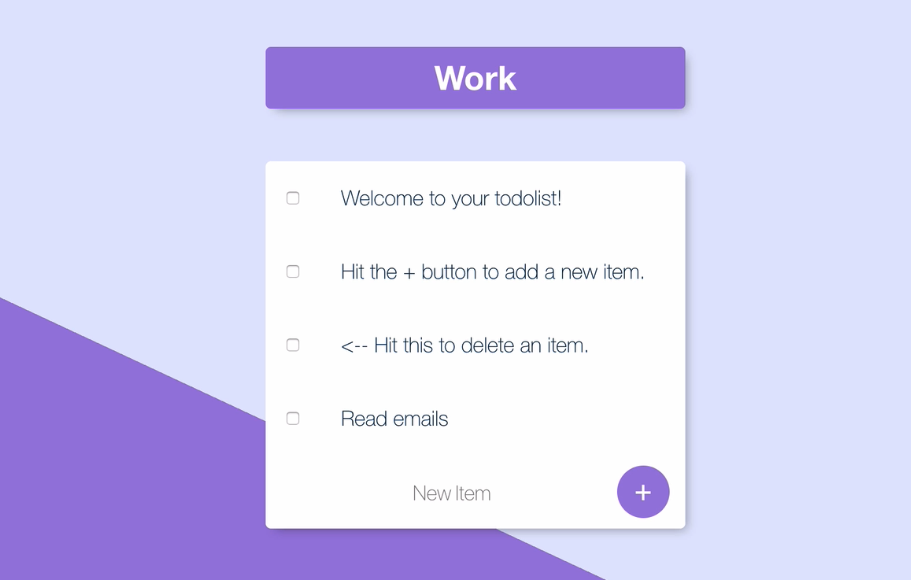 Work
Welcome to your todolist!
Hit the + button to add a new item.
<-- Hit this to delete an item.
Read emails
New Item
+